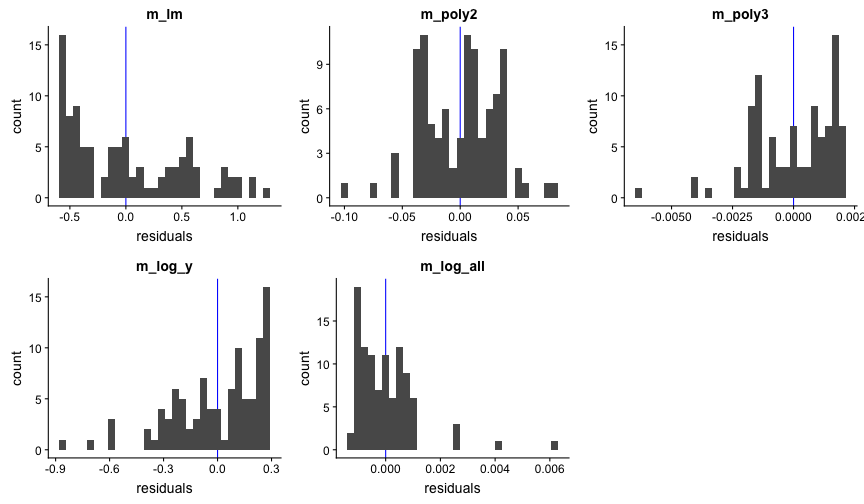 m_lm
m_poly2
m_poly3
count
15
10
5
0
-0.5
0.0
0.5
1.0
residuals
count
9
6
3
0
-0.10
-0.05
0.00
0.05
residuals
count
15
10
5
0
-0.0050
-0.0025
0.0000
0.002
residuals
m_log_y
m_log_all
count
15
10
5
0
-0.9
-0.6
-0.3
0.0
0.3
residuals
count
15
10
5
0
0.000
0.002
0.004
0.006
residuals